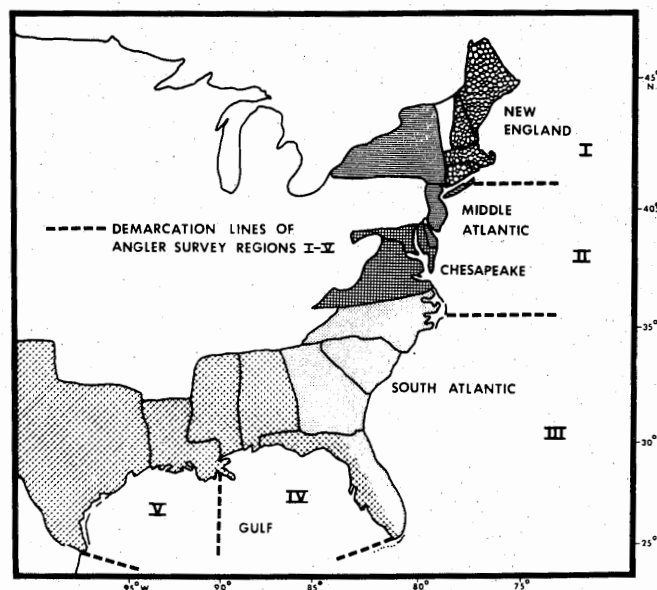 45°
N.
NEW
ENGLAND
I
40°
MIDDLE
ATLANTIC
DEMARCATION LINES OF
ANGLER SURVEY REGIONS I-V
II
CHESAPEAKE
35°
SOUTH ATLANTIC
III
30°
V
IV
GULF
25°
95°W
90°
85°
80°
75°